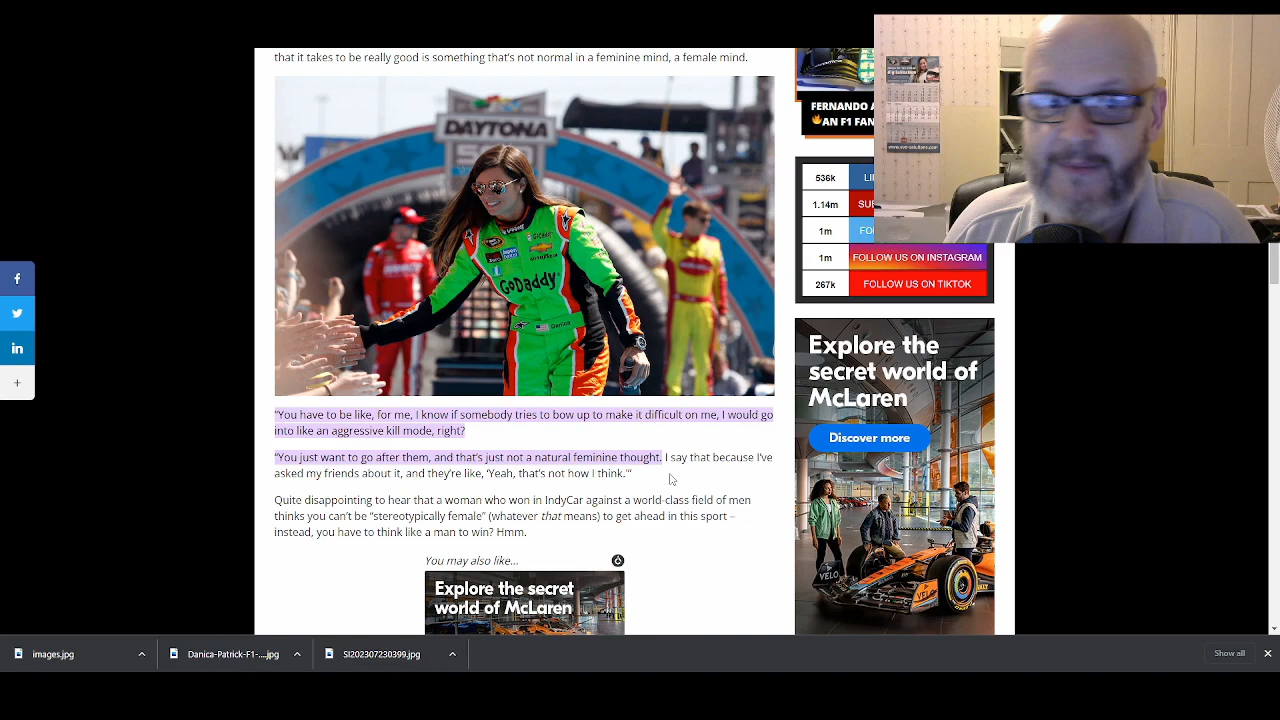 that it takes to be really good is something that's not normal in a feminine mind, a female mind.
DAYTONA
GoDaddy
Danica
"You have to be like, for me, I know if somebody tries to bow up to make it difficult on me, I would go
into like an aggressive kill mode, right?
"You just want to go after them, and that's just not a natural feminine thought. I say that because I've
asked my friends about it, and they're like, 'Yeah, that's not how I think.'"
Quite disappointing to hear that a woman who won in IndyCar against a world-class field of men
thinks you can't be "stereotypically female" (whatever that means) to get ahead in this sport –
instead, you have to think like a man to win? Hmm.
You may also like...
Explore the secret
world of McLaren
FERNANDO A
AN F1 FAN
536k LI
1.14m SUB
1m FO
1m FOLLOW US ON INSTAGRAM
267k FOLLOW US ON TIKTOK
Explore the
secret world of
McLaren
Discover more
VELO
VELO
images.jpg
Danica-Patrick-F1-....jpg
SI202307230399.jpg
Show all